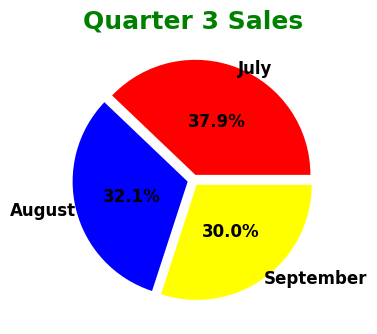 Quarter 3 Sales
July
37.9%
32.1%
August
30.0%
September